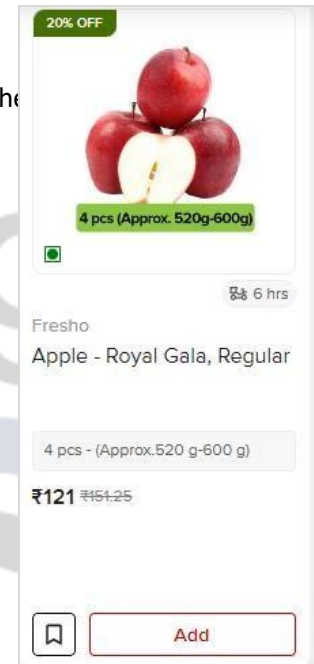 20% OFF
he
4 pcs (Approx. 520g-600g)
6 hrs
Fresho
Apple - Royal Gala, Regular
4 pcs - (Approx.520 g-600 g)
₹121 ₹151.25
Add